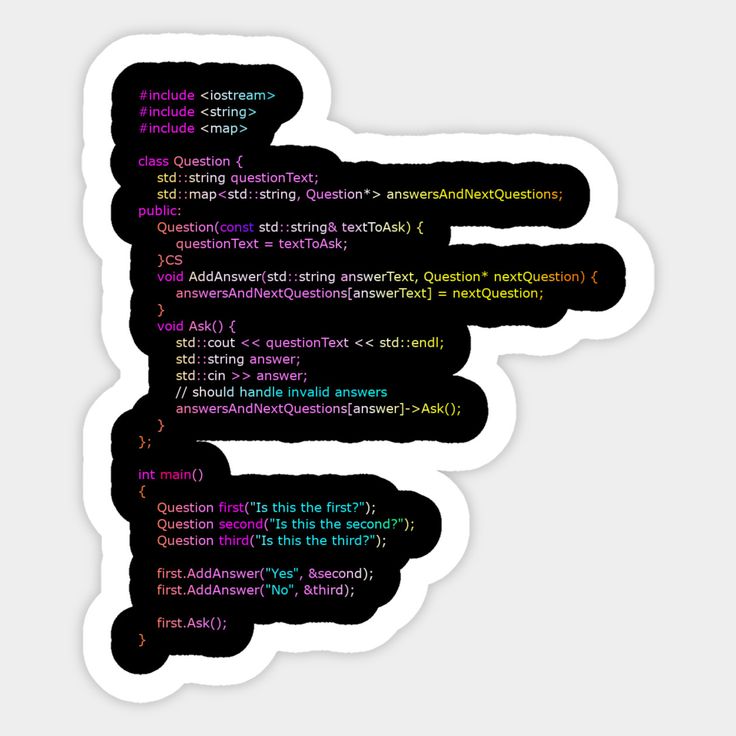 #include <iostream>
#include <string>
#include <map>

class Question {
   std::string questionText;
   std::map<std::string, Question*> answersAndNextQuestions;
public:
   Question(const std::string& textToAsk) {
      questionText = textToAsk;
   }CS
   void AddAnswer(std::string answerText, Question* nextQuestion) {
      answersAndNextQuestions[answerText] = nextQuestion;
   }
   void Ask() {
      std::cout << questionText << std::endl;
      std::string answer;
      std::cin >> answer;
      // should handle invalid answers
      answersAndNextQuestions[answer]->Ask();
   }
};

int main()
{
   Question first("Is this the first?");
   Question second("Is this the second?");
   Question third("Is this the third?");

   first.AddAnswer("Yes", &second);
   first.AddAnswer("No", &third);

   first.Ask();
}